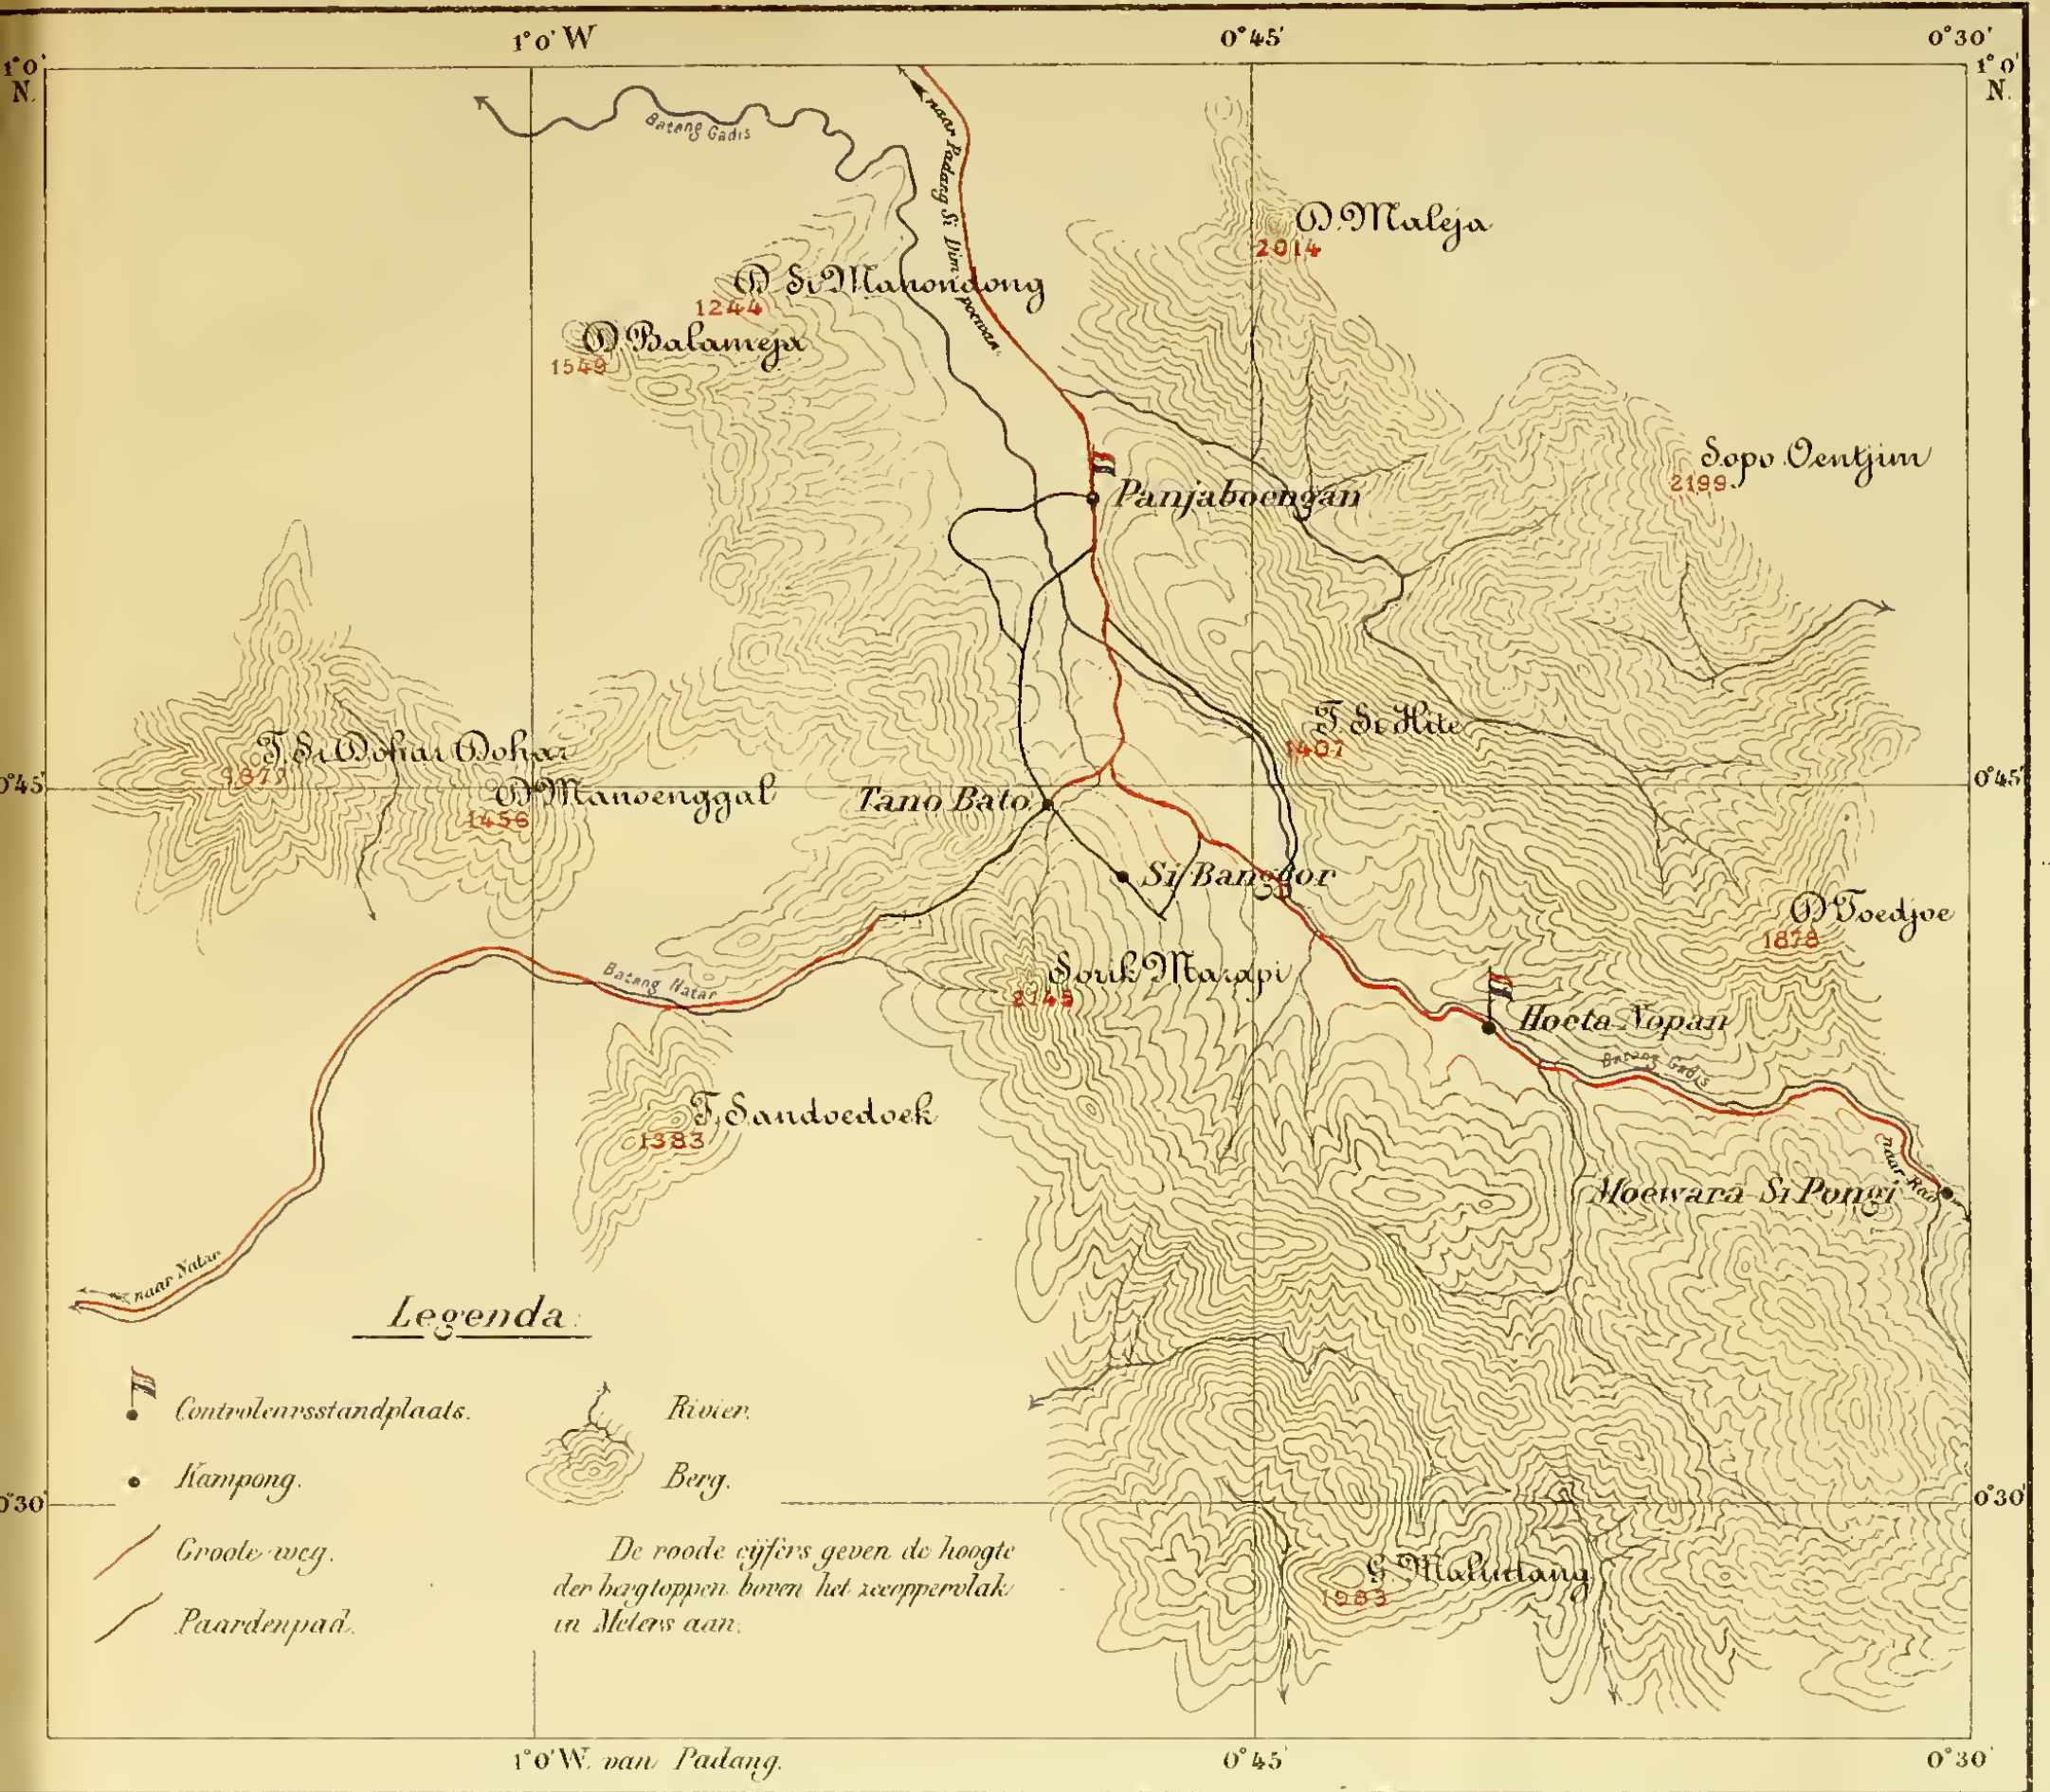 1°0' W
0°45'
0°30'
1°0'
N.
1°0'
N.
Batang Gadis
naar Padang Si Dim poewan.
D. Maleja
2014
D Si Manondong
1244
D Balameja
1549
Sopo Oentjim
2199
Panjaboengan
T. Si Hite
1407
T. Si Dohar Dohar
1877
D Manoenggal
1456
0°45'
Tano Bato
0°45'
Si Banggor
D Toedjoe
1878
Batang Natar
Sorik Marapi
2145
Hoeta Nopan
Batang Gadis
T. Sandoedoek
1383
naar Rao
Moewara Si Pongi
naar Natar
Legenda:
Controleursstandplaats.
Rivier.
Kampong.
Berg.
0°30'
0°30'
Groote weg.
De roode cijfers geven de hoogte
der bergtoppen boven het zeeoppervlak
in Meters aan.
Paardenpad.
G. Malintang
1983
1°0' W. van Padang.
0°45'
0°30'